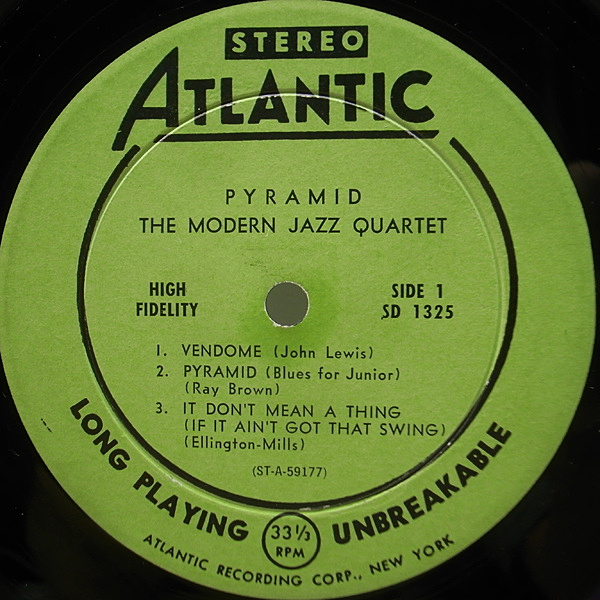 STEREO
ATLANTIC
PYRAMID
THE MODERN JAZZ QUARTET
HIGH
FIDELITY
SIDE 1
SD 1325
1. VENDOME (John Lewis)
2. PYRAMID (Blues for Junior)
(Ray Brown)
3. IT DON'T MEAN A THING
(IF IT AIN'T GOT THAT SWING)
(Ellington-Mills)
(ST-A-59177)
LONG PLAYING
33⅓
RPM
UNBREAKABLE
ATLANTIC RECORDING CORP., NEW YORK